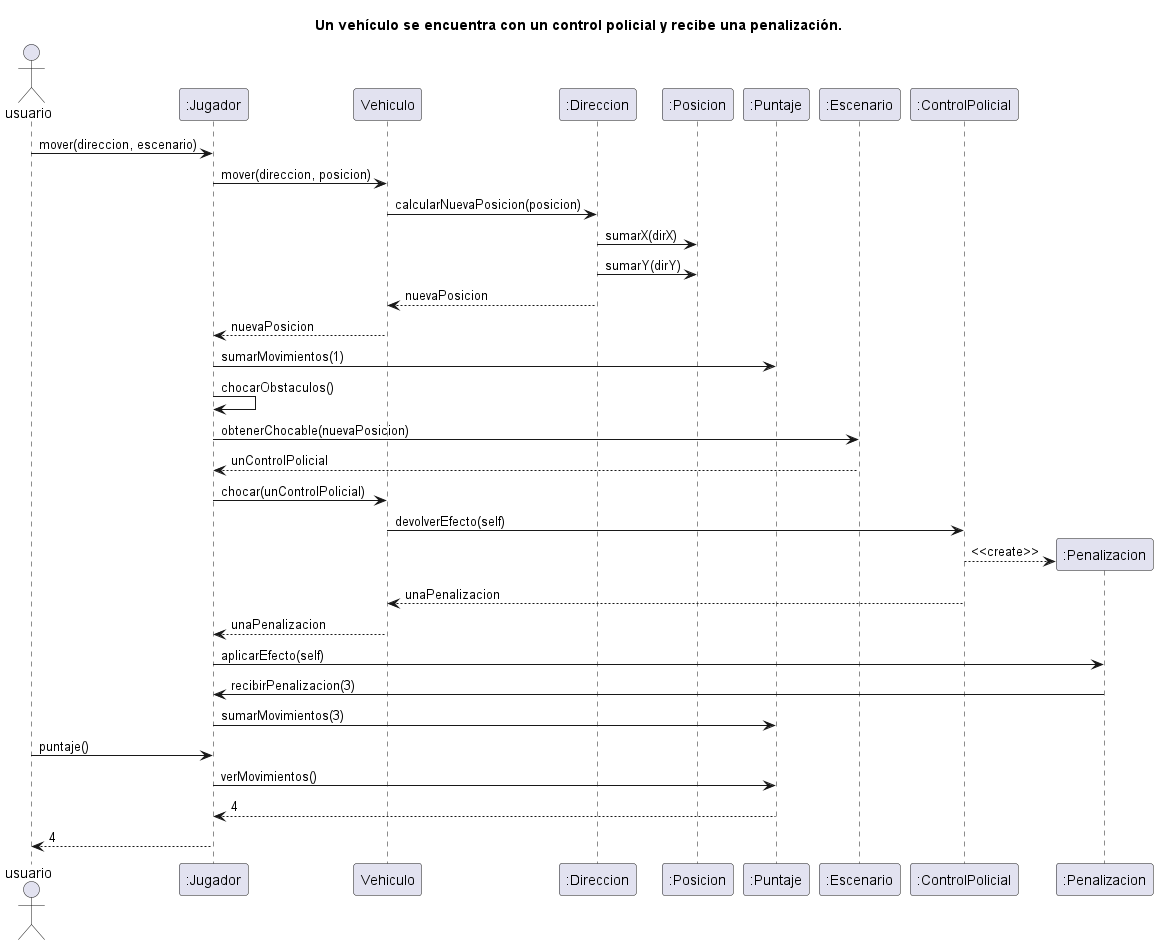 Un vehículo se encuentra con un control policial y recibe una penalización.
usuario
:Jugador
Vehiculo
:Direccion
:Posicion
:Puntaje
:Escenario
:ControlPolicial
mover(direccion, escenario)
mover(direccion, posicion)
calcularNuevaPosicion(posicion)
sumarX(dirX)
sumarY(dirY)
nuevaPosicion
nuevaPosicion
sumarMovimientos(1)
chocarObstaculos()
obtenerChocable(nuevaPosicion)
unControlPolicial
chocar(unControlPolicial)
devolverEfecto(self)
<<create>>
:Penalizacion
unaPenalizacion
unaPenalizacion
aplicarEfecto(self)
recibirPenalizacion(3)
sumarMovimientos(3)
puntaje()
verMovimientos()
4
4
usuario
:Jugador
Vehiculo
:Direccion
:Posicion
:Puntaje
:Escenario
:ControlPolicial
:Penalizacion